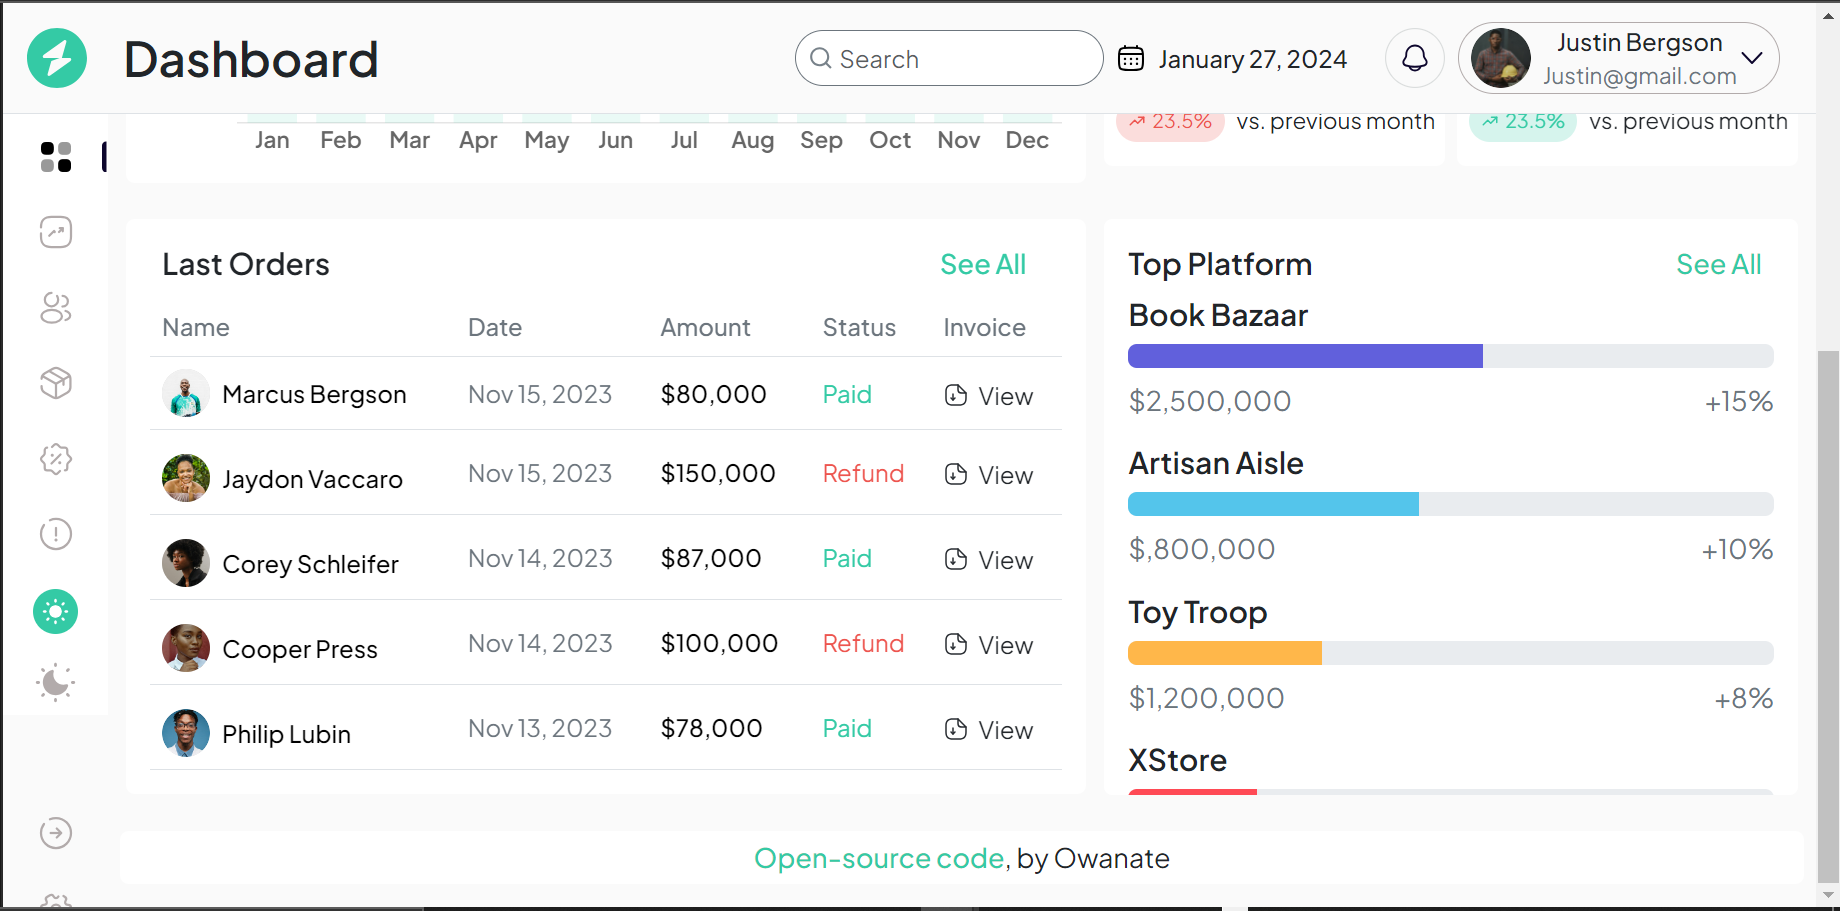 Dashboard
Search
January 27, 2024
Justin Bergson
Justin@gmail.com
Jan Feb Mar Apr May Jun Jul Aug Sep Oct Nov Dec
23.5% vs. previous month
23.5% vs. previous month
Last Orders
See All
Name Date Amount Status Invoice
Marcus Bergson Nov 15, 2023 $80,000 Paid View
Jaydon Vaccaro Nov 15, 2023 $150,000 Refund View
Corey Schleifer Nov 14, 2023 $87,000 Paid View
Cooper Press Nov 14, 2023 $100,000 Refund View
Philip Lubin Nov 13, 2023 $78,000 Paid View
Top Platform
See All
Book Bazaar
$2,500,000 +15%
Artisan Aisle
$,800,000 +10%
Toy Troop
$1,200,000 +8%
XStore
Open-source code, by Owanate